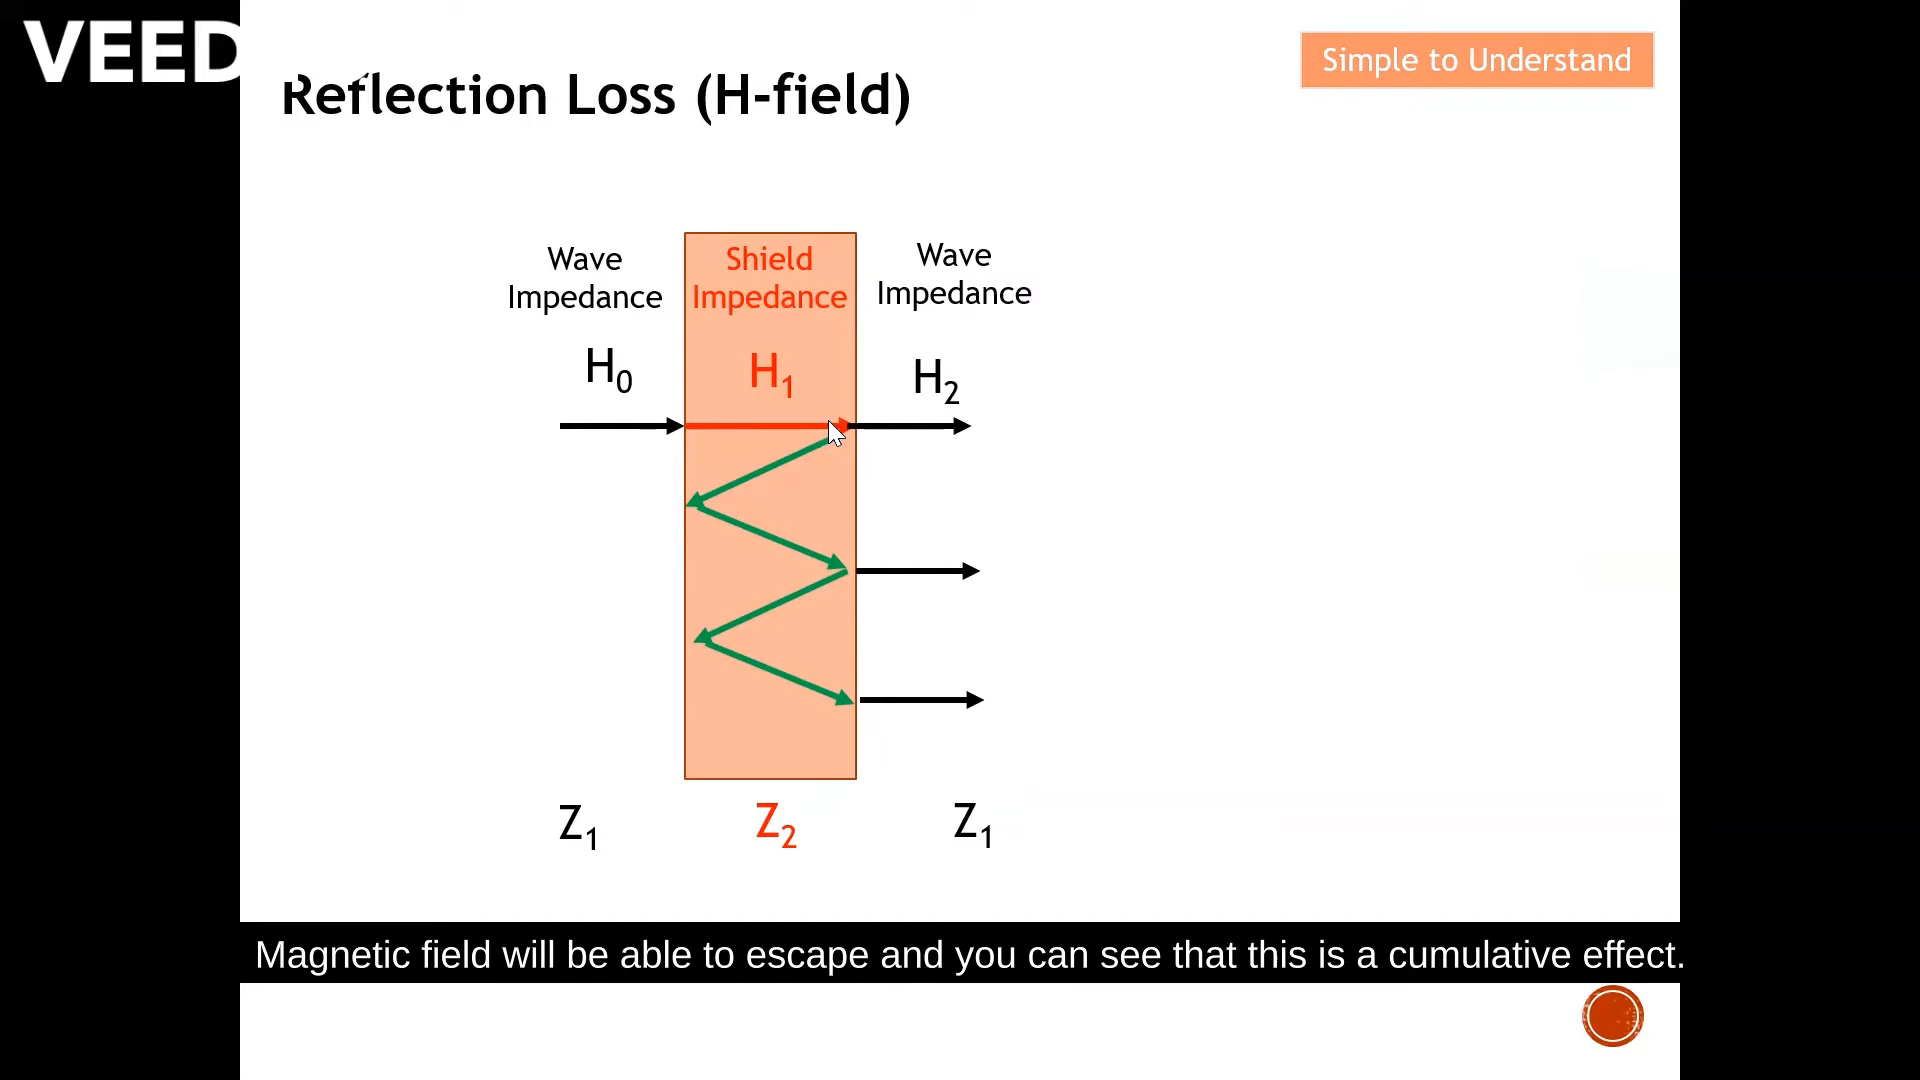 VEED
Simple to Understand
Reflection Loss (H-field)
Wave
Impedance
Shield
Impedance
Wave
Impedance
H₀
H₁
H₂
Z₁
Z₂
Z₁
Magnetic field will be able to escape and you can see that this is a cumulative effect.